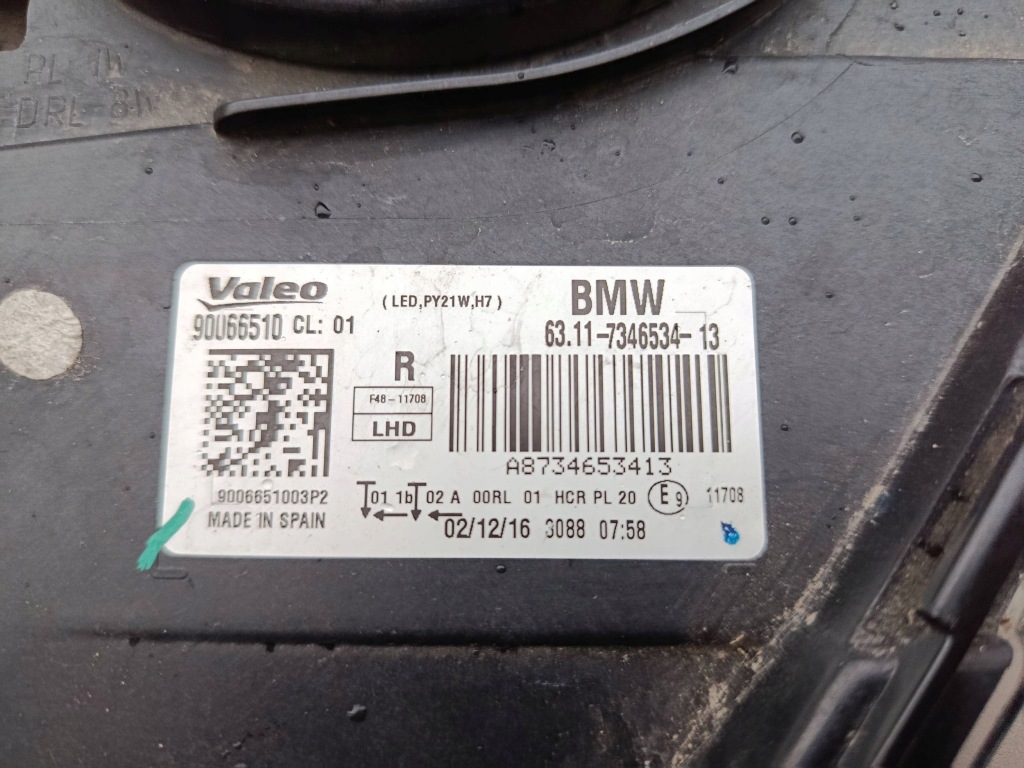 PL 1W
DRL-8W
Valeo
(LED,PY21W,H7)
BMW
90066510 CL: 01
63.11-7346534-13
R
F48-11708
LHD
A8734653413
9006651003P2
01 1b 02 A 00RL 01 HCR PL 20 E9 11708
MADE IN SPAIN
02/12/16 3088 07:58